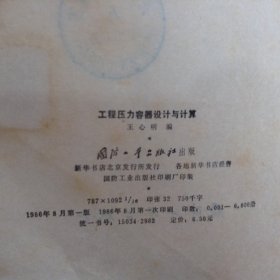 工程压力容器设计与计算
王心明 编
国防工业出版社 出版
新华书店北京发行所发行 各地新华书店经售
国防工业出版社印刷厂印装
787×1092 1/16 印张32 750千字
1986年8月第一版 1986年8月第一次印刷 印数:0,001—6,800册
统一书号:15034·2902 定价:6.50元